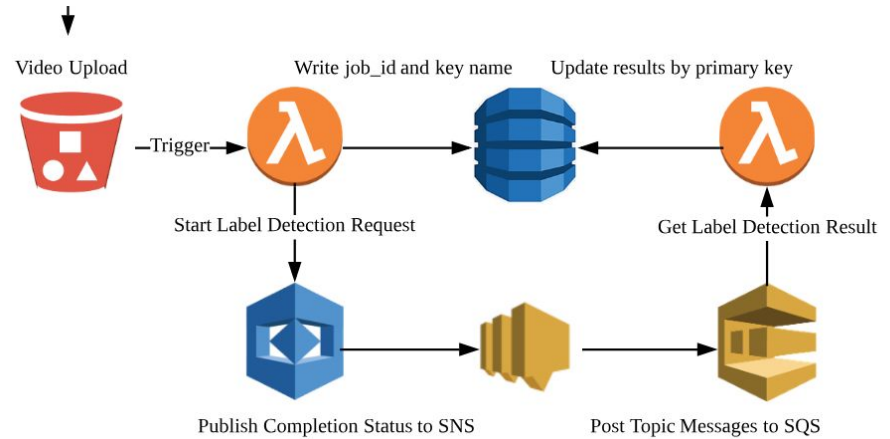 Video Upload
Write job_id and key name
Update results by primary key
Trigger
Start Label Detection Request
Get Label Detection Result
Publish Completion Status to SNS
Post Topic Messages to SQS